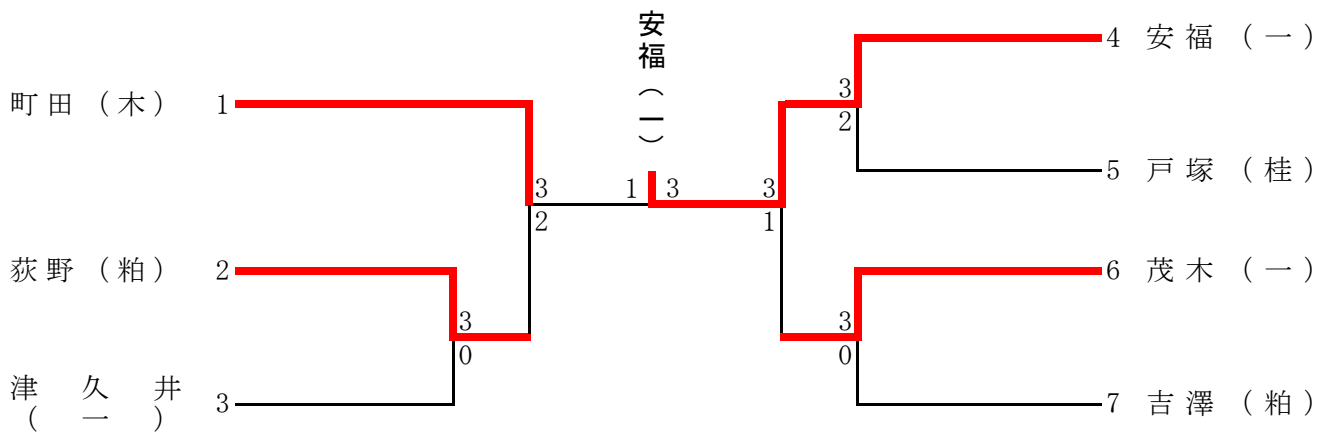 安福（一）
町田（木） 1
荻野（粕） 2
津久井（一） 3
4 安福（一）
5 戸塚（桂）
6 茂木（一）
7 吉澤（粕）
3
2
3
0
1 3
3
1
3
2
3
0